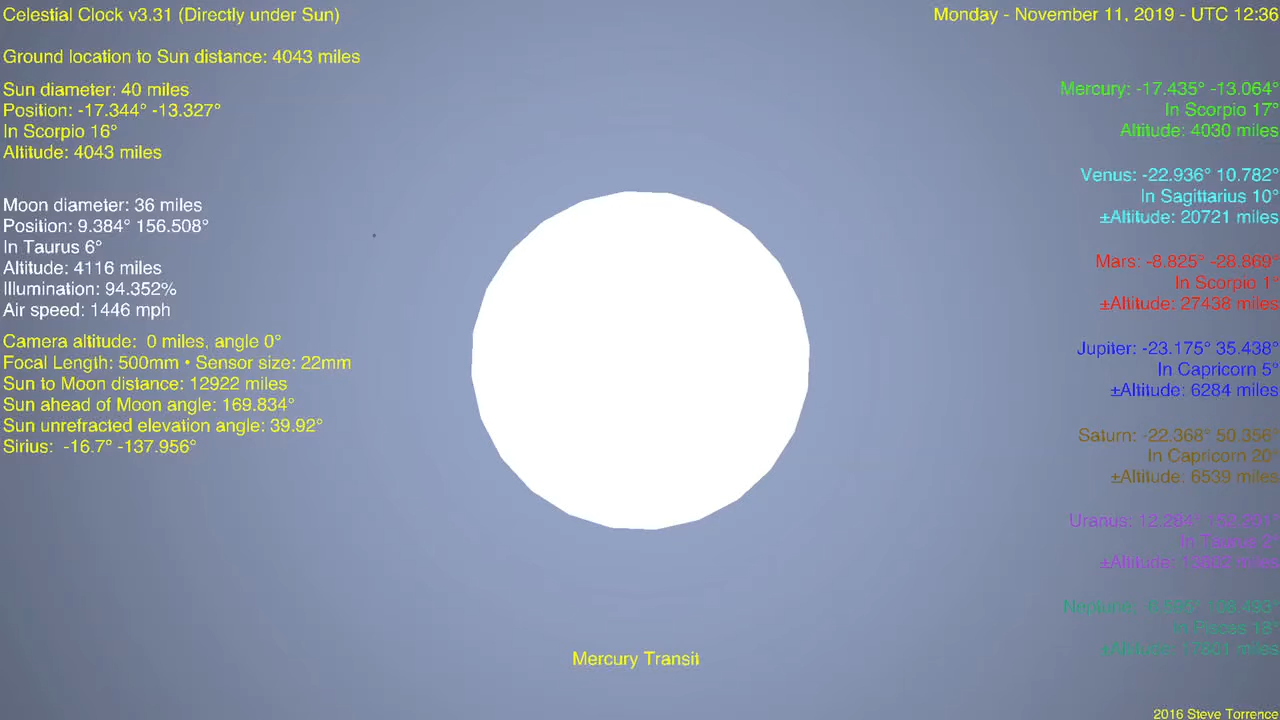 Celestial Clock v3.31 (Directly under Sun)
Monday - November 11, 2019 - UTC 12:36
Ground location to Sun distance: 4043 miles
Sun diameter: 40 miles
Position: -17.344° -13.327°
In Scorpio 16°
Altitude: 4043 miles
Moon diameter: 36 miles
Position: 9.384° 156.508°
In Taurus 6°
Altitude: 4116 miles
Illumination: 94.352%
Air speed: 1446 mph
Camera altitude:  0 miles, angle 0°
Focal Length: 500mm • Sensor size: 22mm
Sun to Moon distance: 12922 miles
Sun ahead of Moon angle: 169.834°
Sun unrefracted elevation angle: 39.92°
Sirius:  -16.7° -137.956°
Mercury: -17.435° -13.064°
In Scorpio 17°
Altitude: 4030 miles
Venus: -22.936° 10.782°
In Sagittarius 10°
±Altitude: 20721 miles
Mars: -8.825° -28.869°
In Scorpio 1°
±Altitude: 27438 miles
Jupiter: -23.175° 35.438°
In Capricorn 5°
±Altitude: 6284 miles
Saturn: -22.368° 50.356°
In Capricorn 20°
±Altitude: 6539 miles
Uranus: 12.284°
In Taurus 2°
±Altitude: miles
Neptune:
In Pisces 18°
±Altitude: miles
Mercury Transit
2016 Steve Torrence